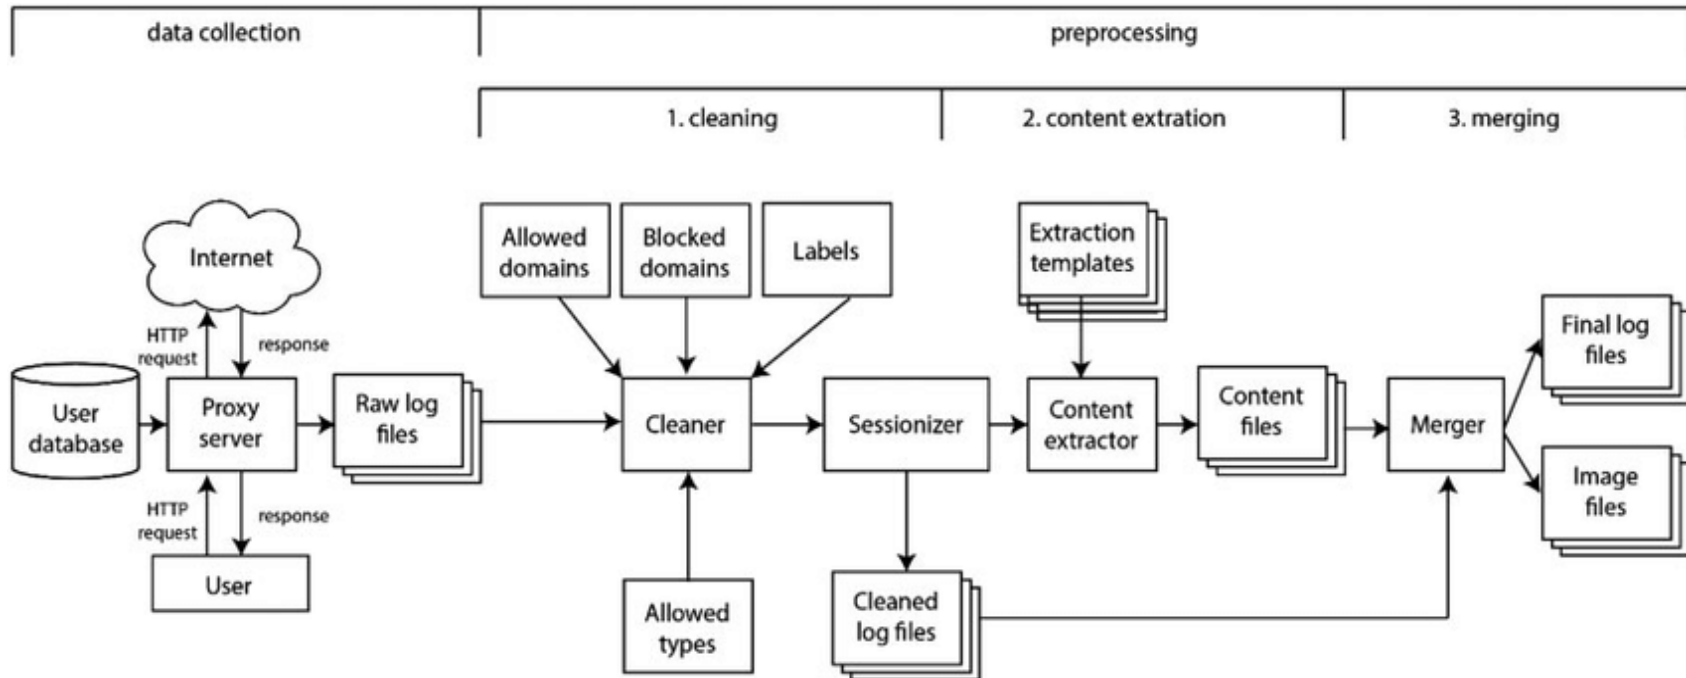 data collection
preprocessing
1. cleaning
2. content extration
3. merging
Internet
HTTP
request
response
User
database
Proxy
server
Raw log
files
HTTP
request
response
User
Allowed
domains
Blocked
domains
Labels
Cleaner
Allowed
types
Sessionizer
Cleaned
log files
Extraction
templates
Content
extractor
Content
files
Merger
Final log
files
Image
files